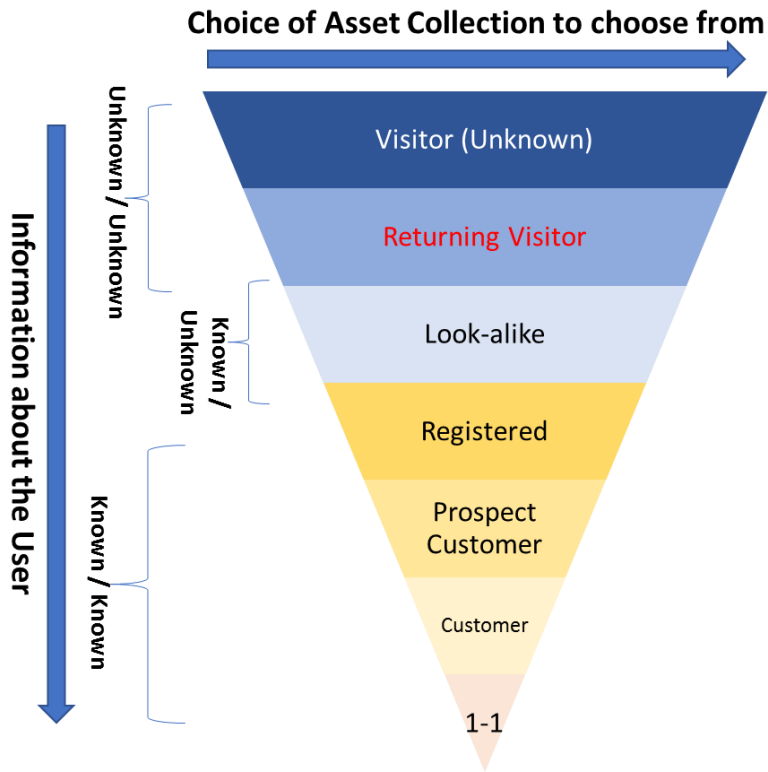 Choice of Asset Collection to choose from
Information about the User
Unknown / Unknown
Known /
Unknown
Known / Known
Visitor (Unknown)
Returning Visitor
Look-alike
Registered
Prospect
Customer
Customer
1-1